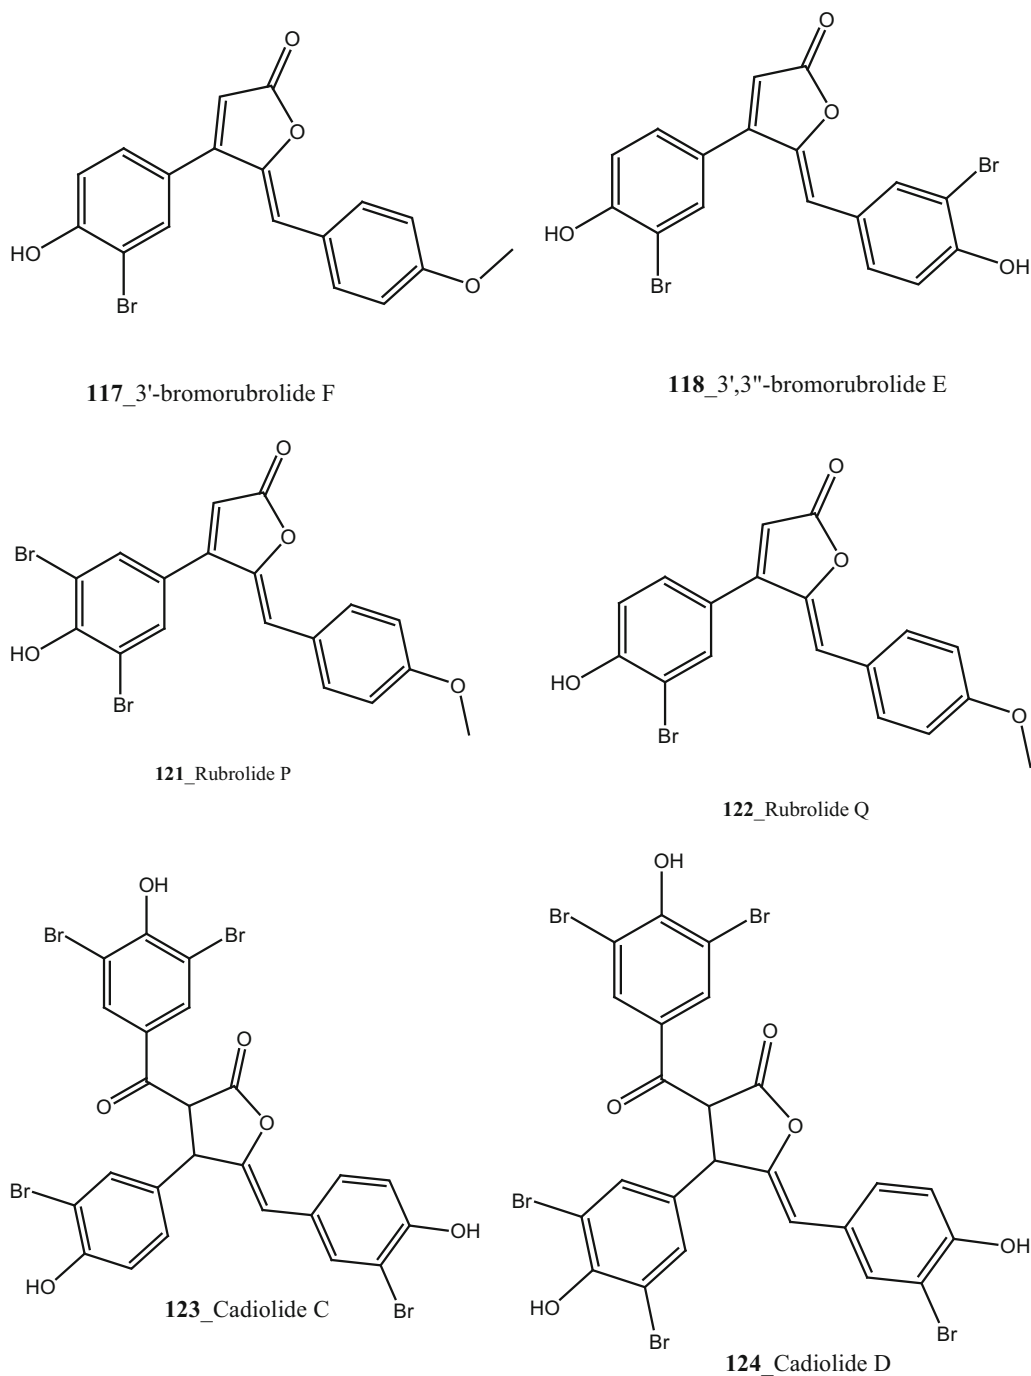 O
O
HO
Br
O
117_3'-bromorubrolide F
O
O
Br
HO
Br
OH
118_3',3"-bromorubrolide E
O
O
Br
HO
Br
O
121_Rubrolide P
O
O
HO
Br
O
122_Rubrolide Q
OH
Br
Br
O
O
O
Br
HO
OH
Br
123_Cadiolide C
OH
Br
Br
O
O
O
Br
HO
Br
OH
Br
124_Cadiolide D